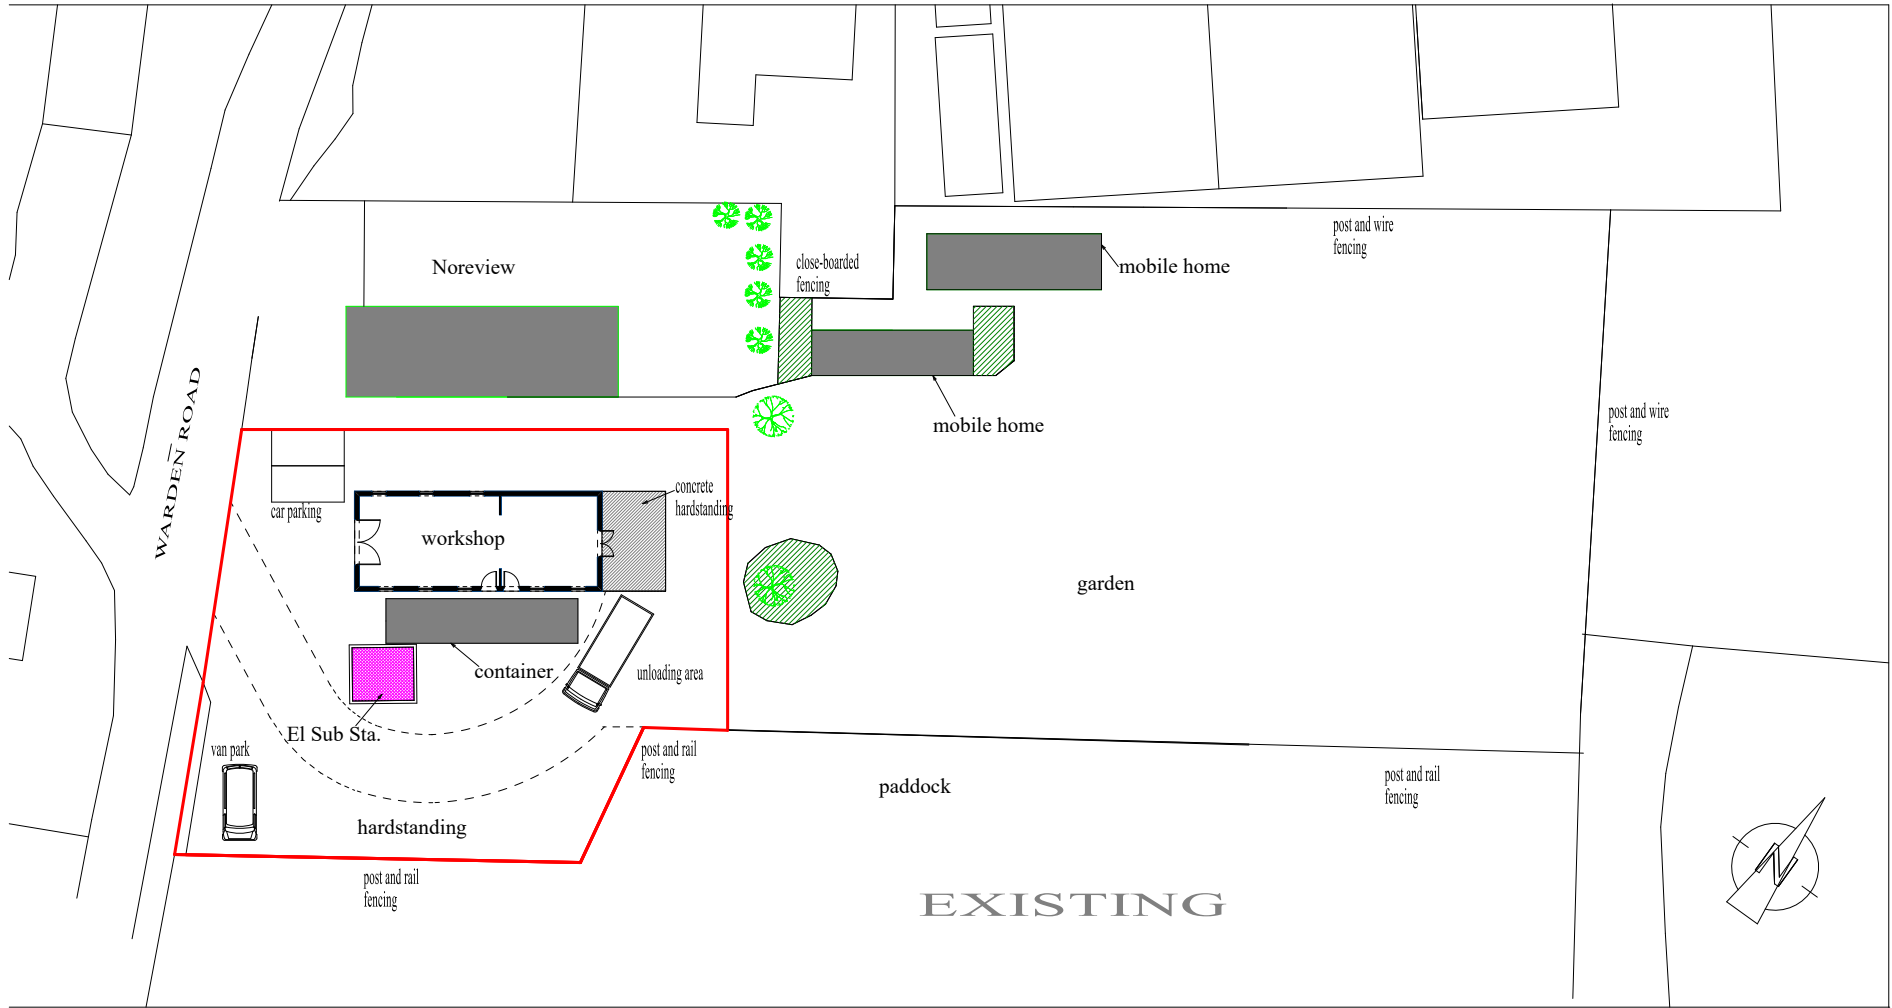 post and wire
fencing
Noreview
close-boarded
fencing
mobile home
WARDEN ROAD
post and wire
fencing
mobile home
concrete
hardstanding
car parking
workshop
garden
container
unloading area
El Sub Sta.
van park
post and rail
fencing
paddock
post and rail
fencing
hardstanding
post and rail
fencing
EXISTING
N